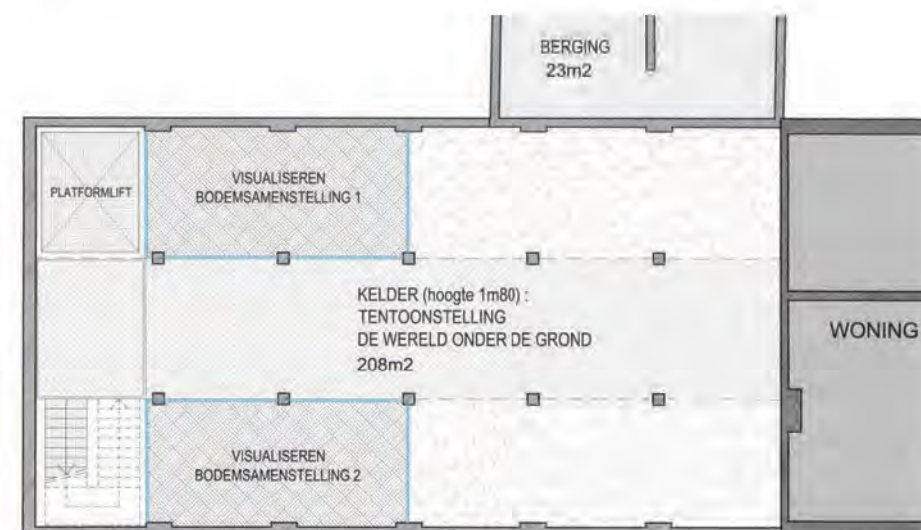 BERGING
23m2
PLATFORMLIFT
VISUALISEREN
BODEMSAMENSTELLING 1
KELDER (hoogte 1m80) :
TENTOONSTELLING
DE WERELD ONDER DE GROND
208m2
WONING
VISUALISEREN
BODEMSAMENSTELLING 2